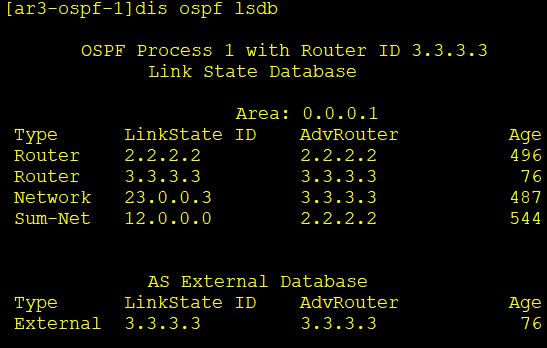 [ar3-ospf-1]dis ospf lsdb
OSPF Process 1 with Router ID 3.3.3.3
Link State Database
Area: 0.0.0.1
Type LinkState ID AdvRouter Age
Router 2.2.2.2 2.2.2.2 496
Router 3.3.3.3 3.3.3.3 76
Network 23.0.0.3 3.3.3.3 487
Sum-Net 12.0.0.0 2.2.2.2 544
AS External Database
Type LinkState ID AdvRouter Age
External 3.3.3.3 3.3.3.3 76